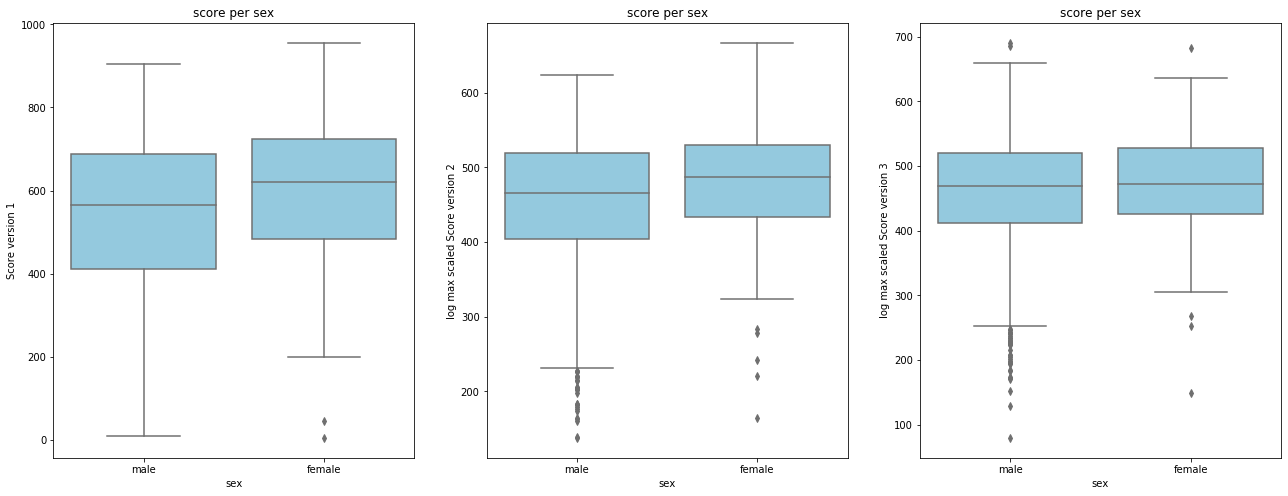 score per sex
1000
800
600
400
200
0
Score version 1
male
female
sex
score per sex
600
500
400
300
200
log max scaled Score version 2
male
female
sex
score per sex
700
600
500
400
300
200
100
log max scaled Score version 3
male
female
sex